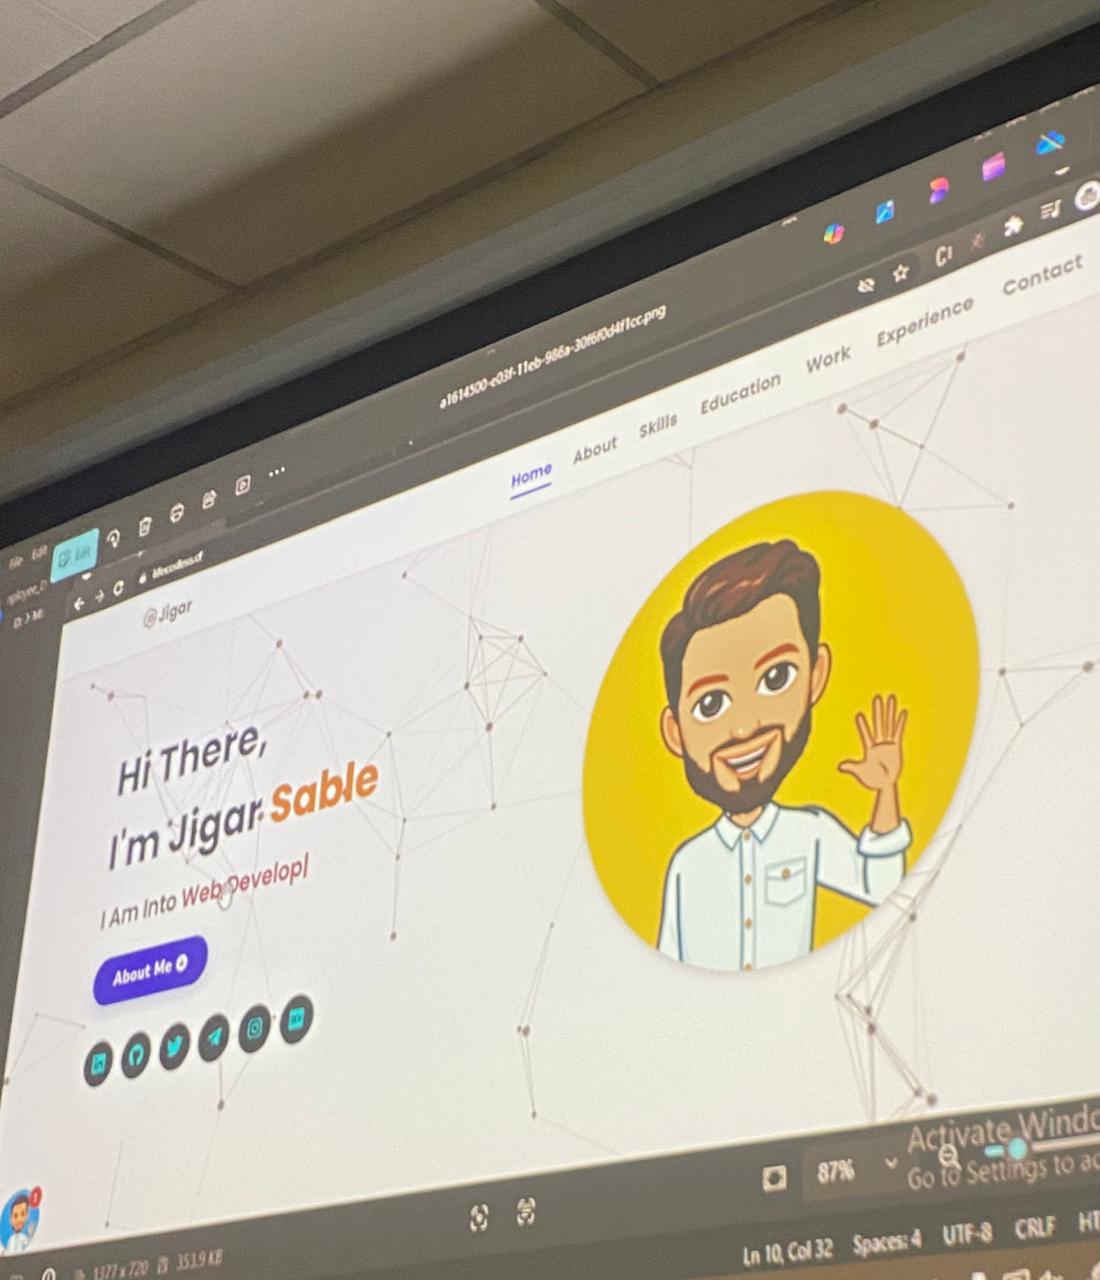 File Edit
Edit
a1614500-e03f-11eb-986a-30f6f0d4f1cc.png
Jigar
Home About Skills Education Work Experience Contact
Hi There,
I'm Jigar Sable
I Am Into Web Develop|
About Me
Activate Windo
Go to Settings to ac
87%
1377 x 720 353.9 KB
Ln 10, Col 32 Spaces: 4 UTF-8 CRLF HT